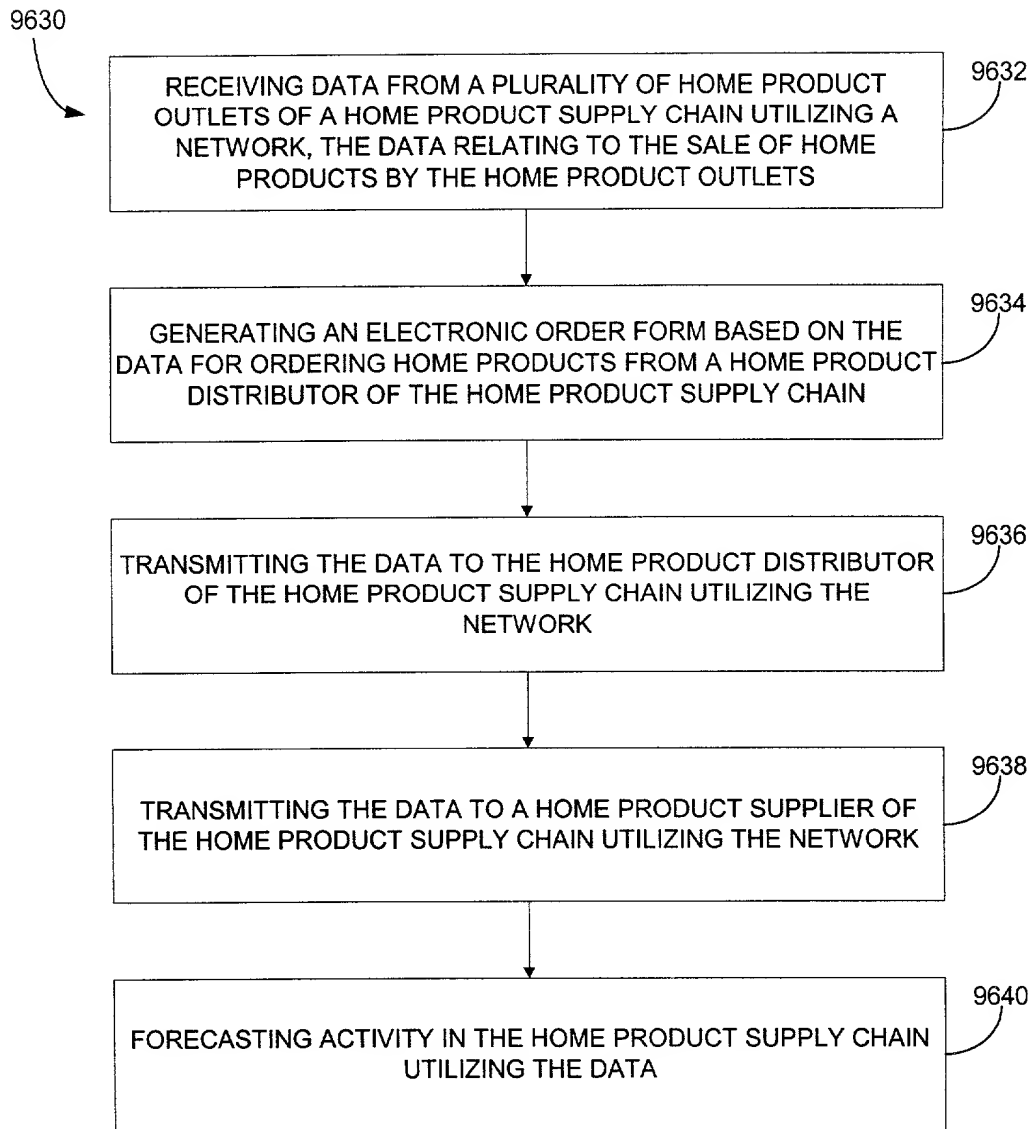 9630
RECEIVING DATA FROM A PLURALITY OF HOME PRODUCT
OUTLETS OF A HOME PRODUCT SUPPLY CHAIN UTILIZING A
NETWORK, THE DATA RELATING TO THE SALE OF HOME
PRODUCTS BY THE HOME PRODUCT OUTLETS
9632
GENERATING AN ELECTRONIC ORDER FORM BASED ON THE
DATA FOR ORDERING HOME PRODUCTS FROM A HOME PRODUCT
DISTRIBUTOR OF THE HOME PRODUCT SUPPLY CHAIN
9634
TRANSMITTING THE DATA TO THE HOME PRODUCT DISTRIBUTOR
OF THE HOME PRODUCT SUPPLY CHAIN UTILIZING THE
NETWORK
9636
TRANSMITTING THE DATA TO A HOME PRODUCT SUPPLIER OF
THE HOME PRODUCT SUPPLY CHAIN UTILIZING THE NETWORK
9638
FORECASTING ACTIVITY IN THE HOME PRODUCT SUPPLY CHAIN
UTILIZING THE DATA
9640